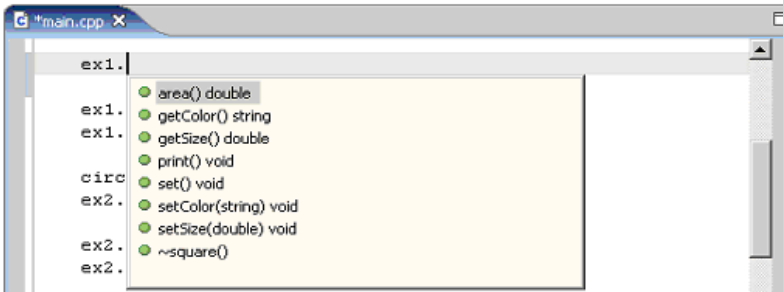 *main.cpp
ex1.
area() double
getColor() string
ex1.
getSize() double
ex1.
print() void
circ
set() void
ex2.
setColor(string) void
setSize(double) void
ex2.
~square()
ex2.